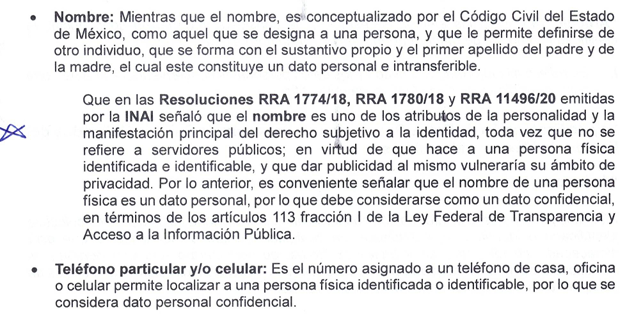 • Nombre: Mientras que el nombre, es conceptualizado por el Código Civil del Estado
de México, como aquel que se designa a una persona, y que le permite definirse de
otro individuo, que se forma con el sustantivo propio y el primer apellido del padre y de
la madre, el cual este constituye un dato personal e intransferible.
Que en las Resoluciones RRA 1774/18, RRA 1780/18 y RRA 11496/20 emitidas
por la INAI señaló que el nombre es uno de los atributos de la personalidad y la
manifestación principal del derecho subjetivo a la identidad, toda vez que no se
refiere a servidores públicos; en virtud de que hace a una persona física
identificada e identificable, y que dar publicidad al mismo vulneraría su ámbito de
privacidad. Por lo anterior, es conveniente señalar que el nombre de una persona
física es un dato personal, por lo que debe considerarse como un dato confidencial,
en términos de los artículos 113 fracción I de la Ley Federal de Transparencia y
Acceso a la Información Pública.
• Teléfono particular y/o celular: Es el número asignado a un teléfono de casa, oficina
o celular permite localizar a una persona física identificada o identificable, por lo que se
considera dato personal confidencial.